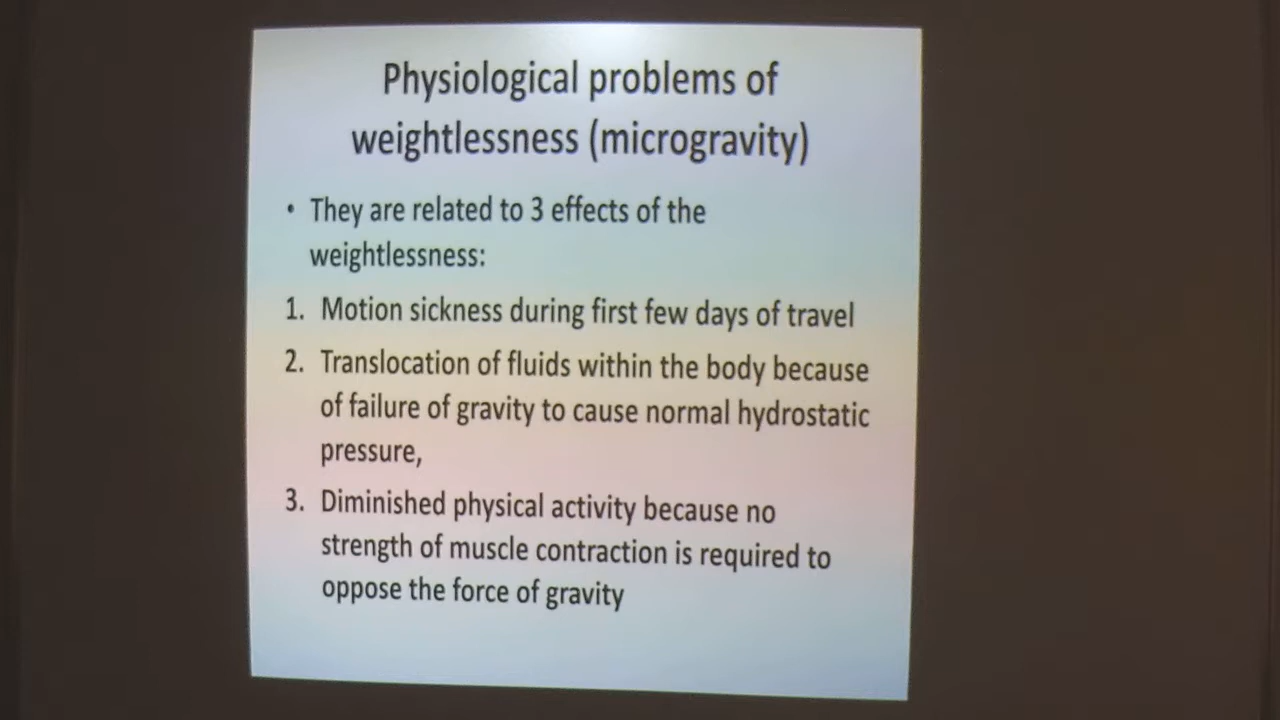 Physiological problems of
weightlessness (microgravity)
• They are related to 3 effects of the
weightlessness:
1. Motion sickness during first few days of travel
2. Translocation of fluids within the body because
of failure of gravity to cause normal hydrostatic
pressure,
3. Diminished physical activity because no
strength of muscle contraction is required to
oppose the force of gravity